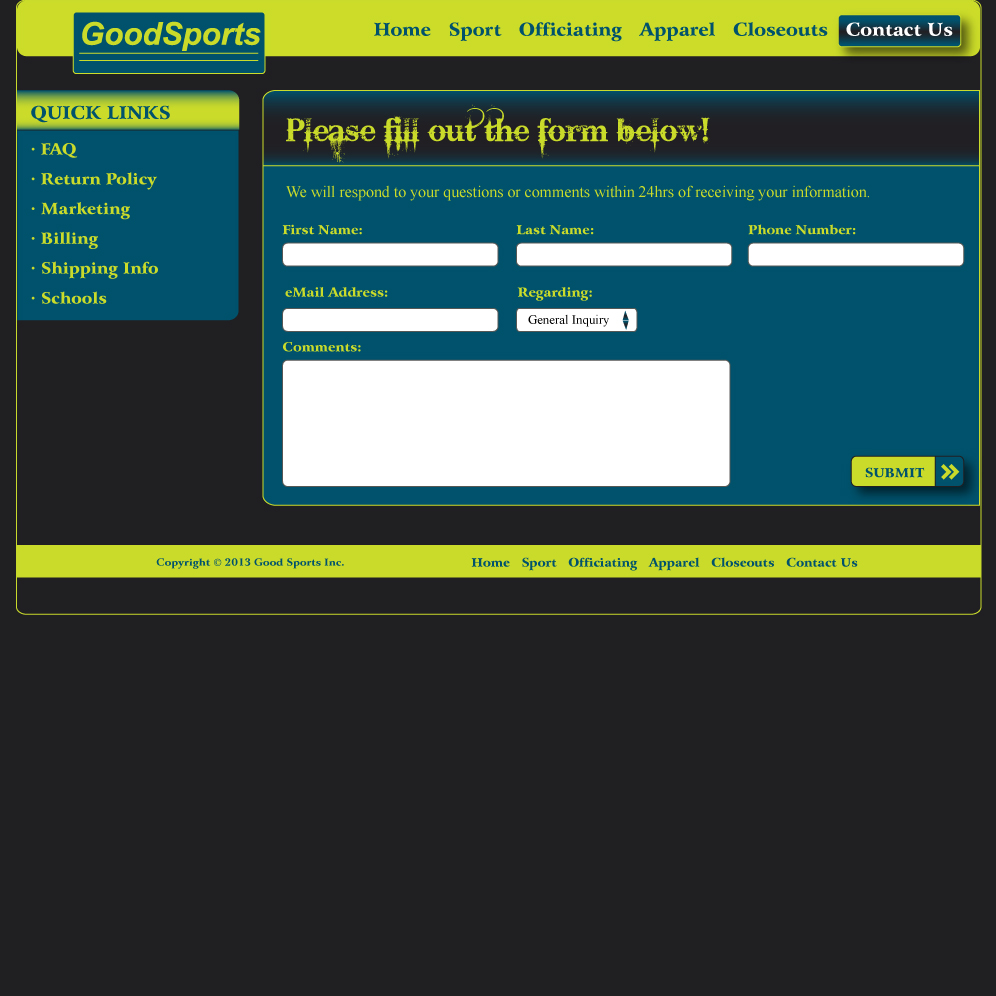 GoodSports
Home Sport Officiating Apparel Closeouts Contact Us
QUICK LINKS
· FAQ
· Return Policy
· Marketing
· Billing
· Shipping Info
· Schools
Please fill out the form below!
We will respond to your questions or comments within 24hrs of receiving your information.
First Name: Last Name: Phone Number:
eMail Address: Regarding:
General Inquiry
Comments:
SUBMIT
Copyright © 2013 Good Sports Inc. Home Sport Officiating Apparel Closeouts Contact Us